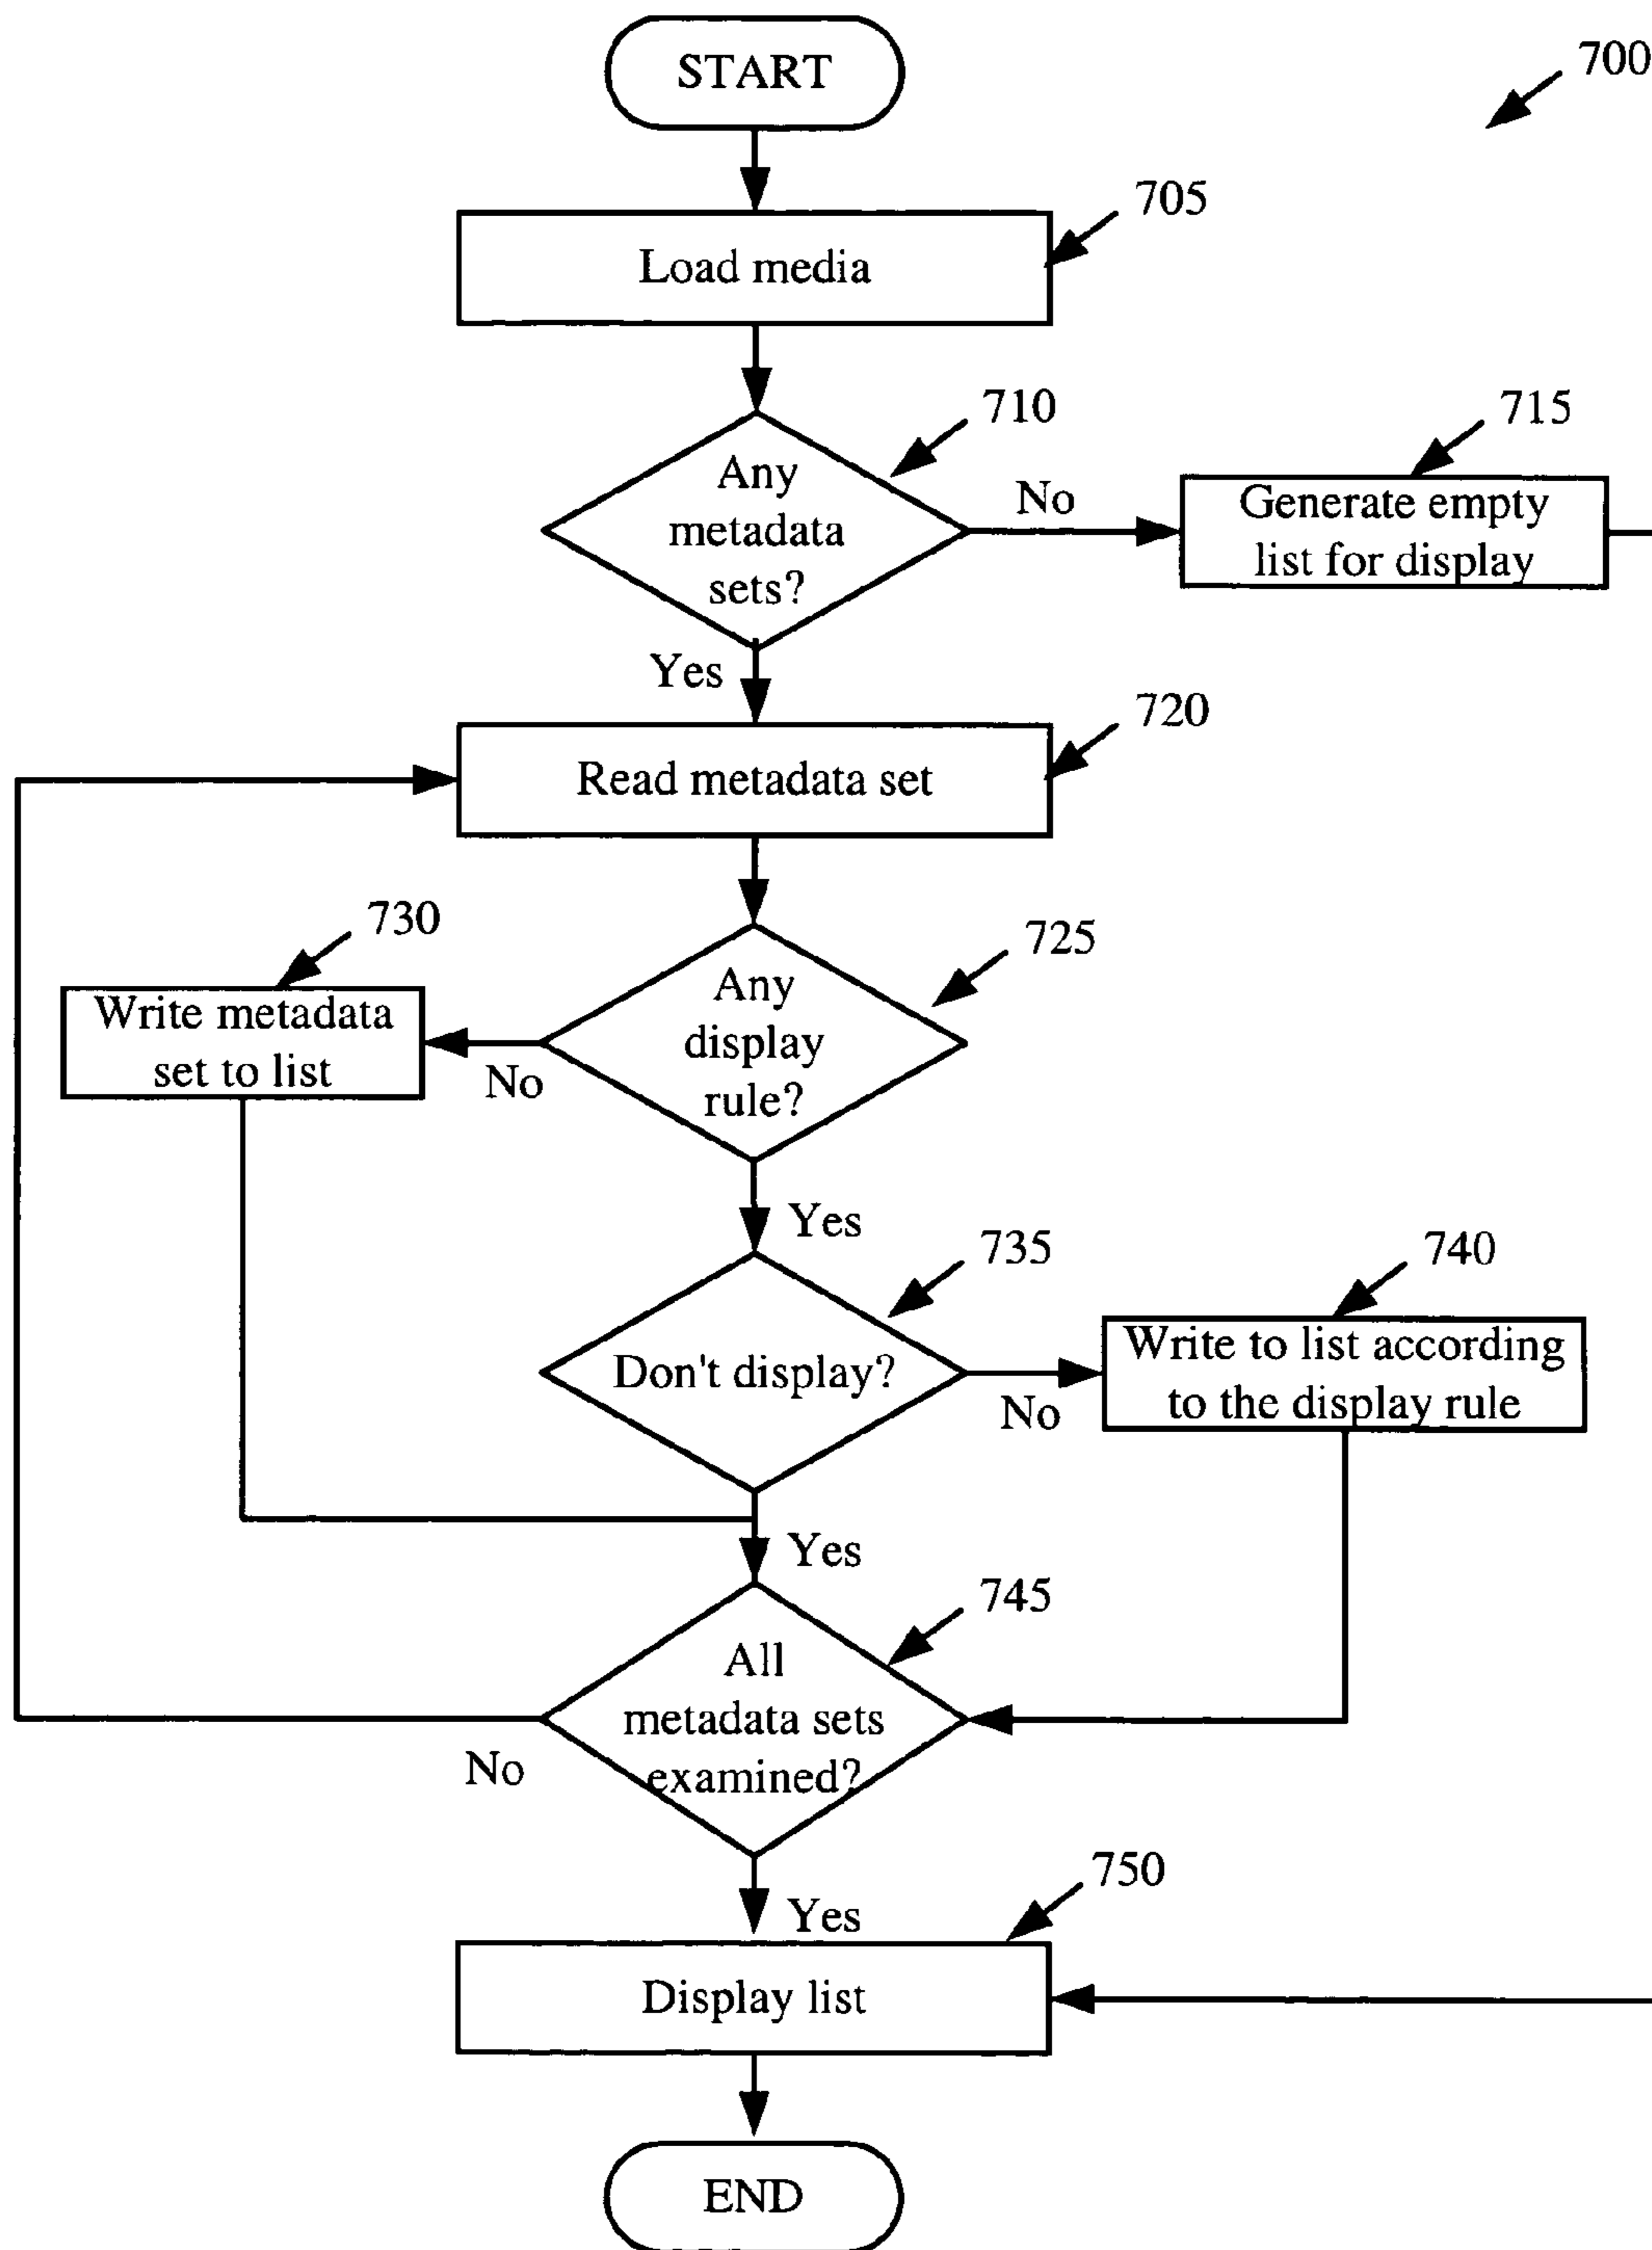 START
700
705
Load media
710
Any
metadata
sets?
No
715
Generate empty
list for display
Yes
720
Read metadata set
730
Write metadata
set to list
725
Any
display
rule?
No
Yes
735
Don't display?
No
740
Write to list according
to the display rule
Yes
745
All
metadata sets
examined?
No
Yes
750
Display list
END